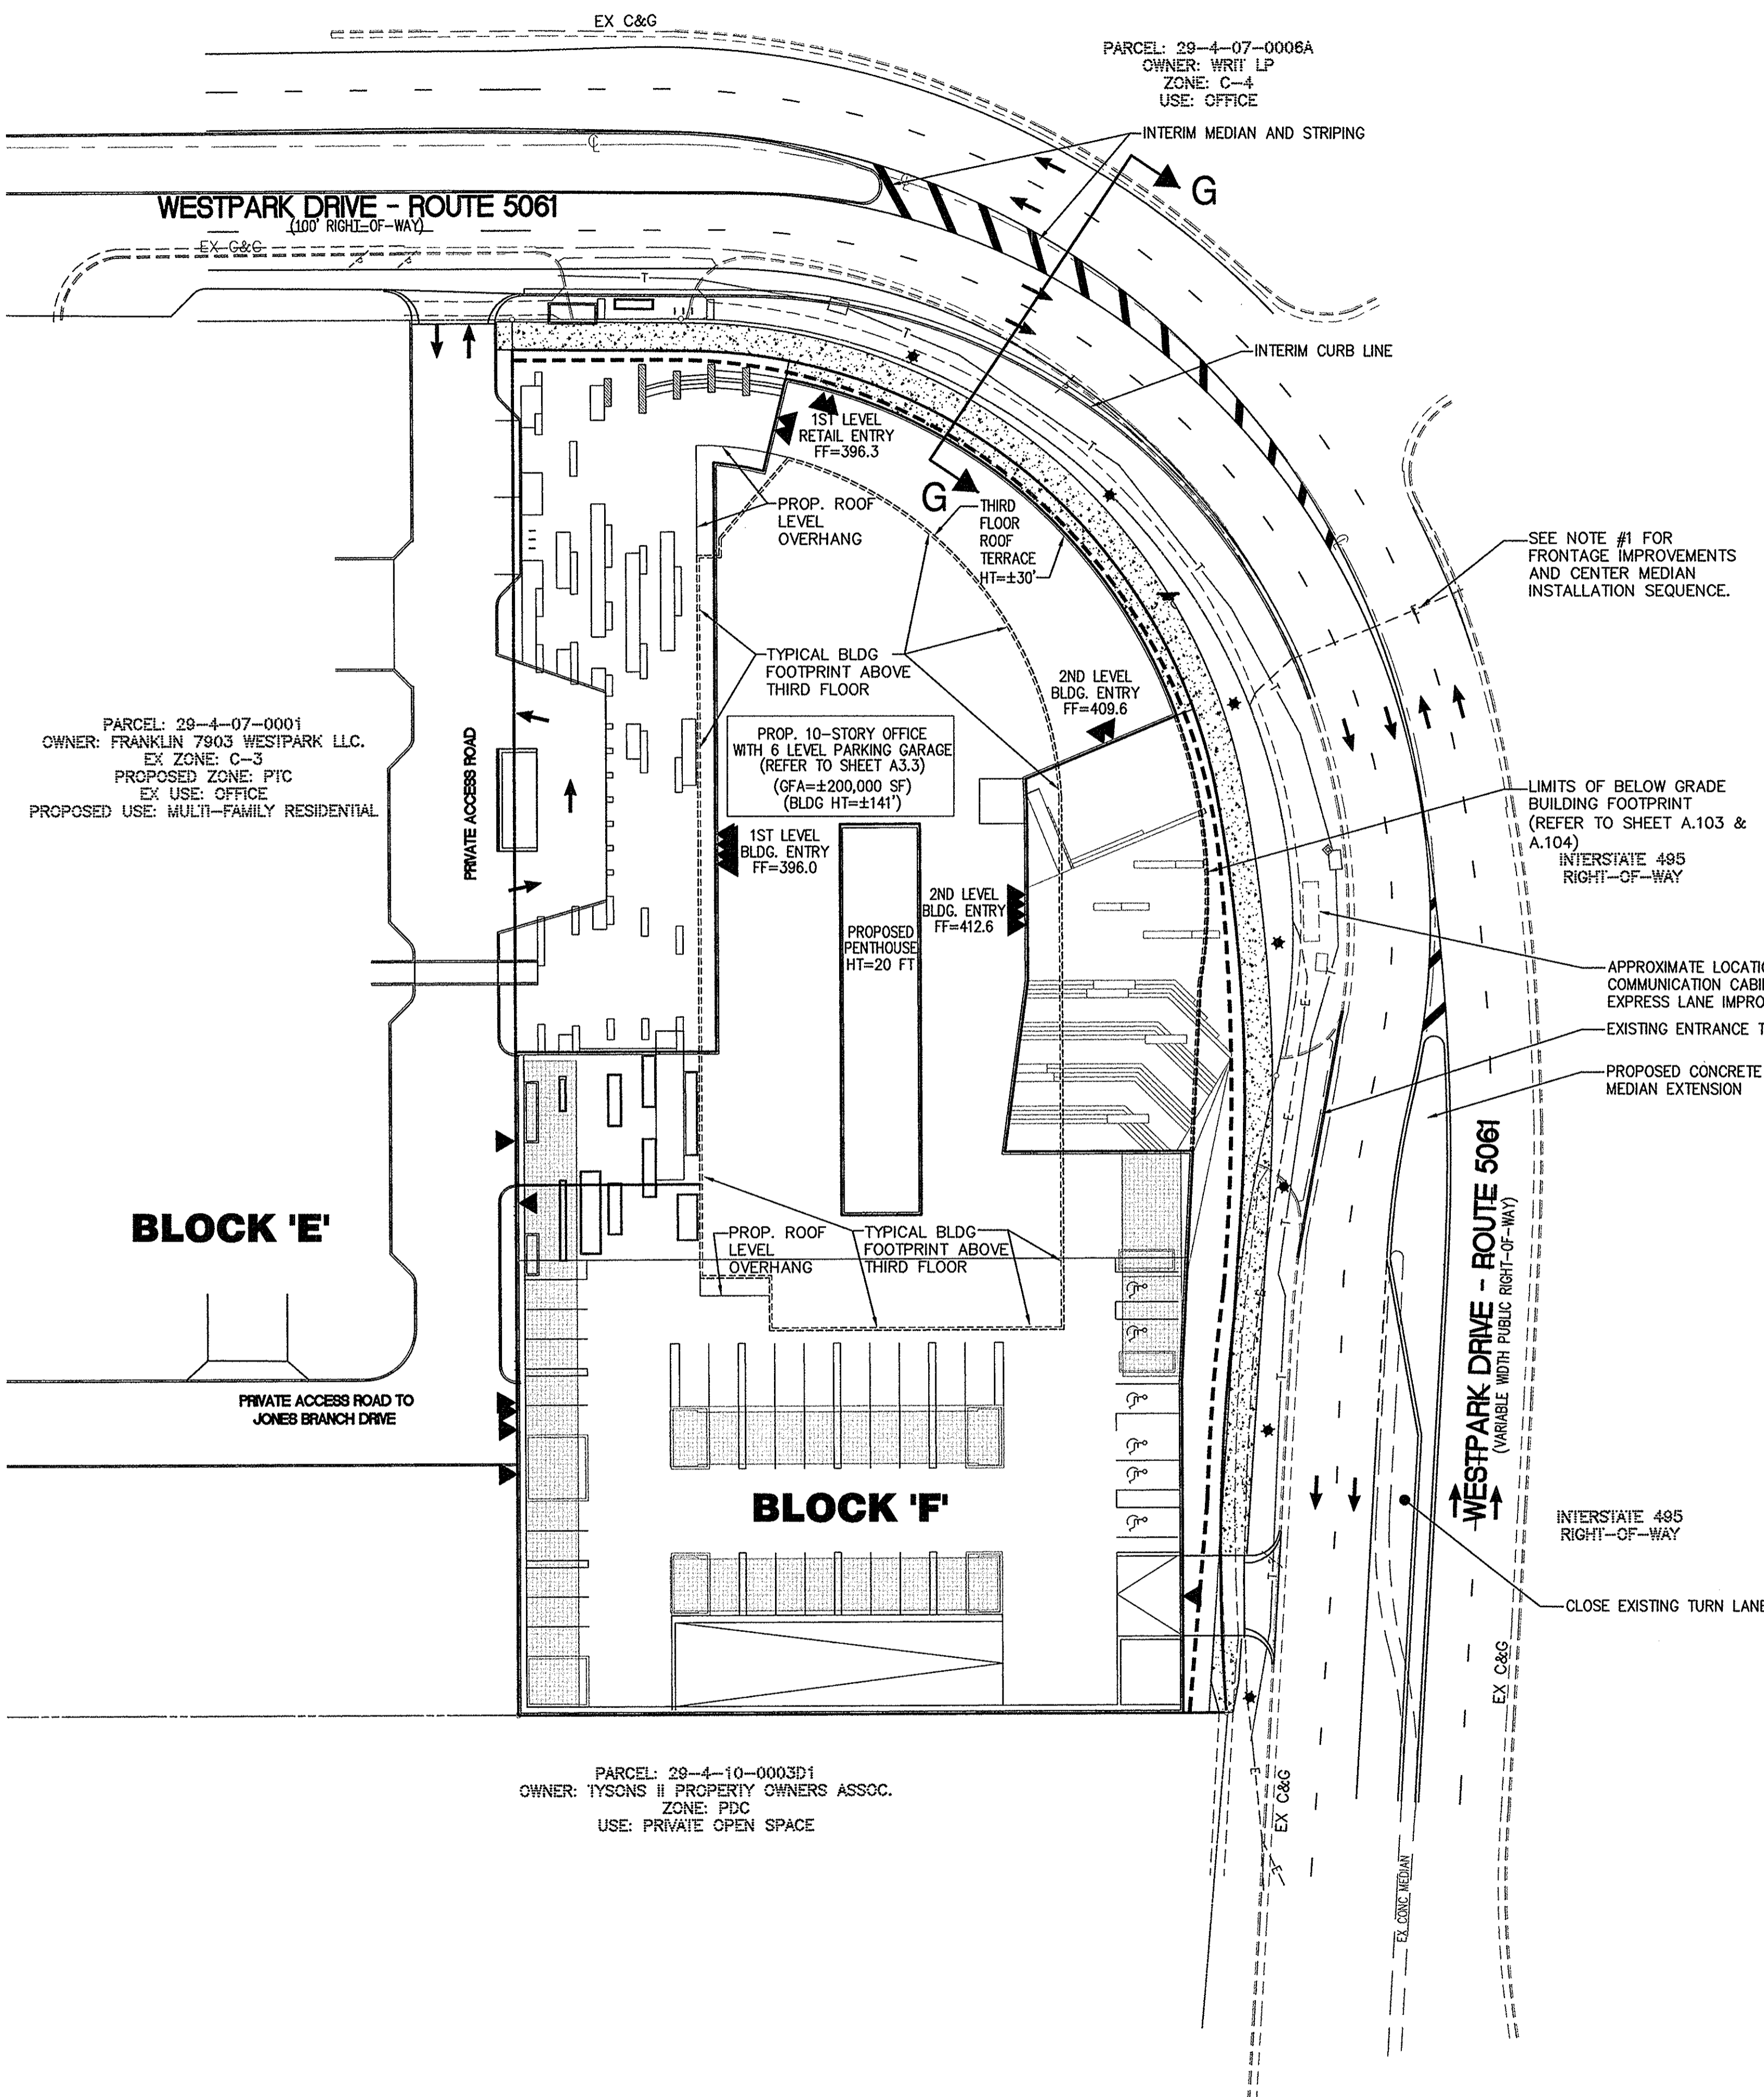 EX C&G
PARCEL: 29-4-07-0006A
OWNER: WRIT LP
ZONE: C-4
USE: OFFICE
INTERIM MEDIAN AND STRIPING
G
WESTPARK DRIVE - ROUTE 5061
(100' RIGHT-OF-WAY)
EX C&G
INTERIM CURB LINE
1ST LEVEL
RETAIL ENTRY
FF=396.3
G
PROP. ROOF
LEVEL
OVERHANG
THIRD
FLOOR
ROOF
TERRACE
HT=±30'
SEE NOTE #1 FOR
FRONTAGE IMPROVEMENTS
AND CENTER MEDIAN
INSTALLATION SEQUENCE.
TYPICAL BLDG
FOOTPRINT ABOVE
THIRD FLOOR
2ND LEVEL
BLDG. ENTRY
FF=409.6
PARCEL: 29-4-07-0001
OWNER: FRANKLIN 7903 WESTPARK LLC.
EX ZONE: C-3
PROPOSED ZONE: PTC
EX USE: OFFICE
PROPOSED USE: MULTI-FAMILY RESIDENTIAL
PRIVATE ACCESS ROAD
PROP. 10-STORY OFFICE
WITH 6 LEVEL PARKING GARAGE
(REFER TO SHEET A3.3)
(GFA=±200,000 SF)
(BLDG HT=±141')
LIMITS OF BELOW GRADE
BUILDING FOOTPRINT
(REFER TO SHEET A.103 &
A.104)
INTERSTATE 495
RIGHT-OF-WAY
1ST LEVEL
BLDG. ENTRY
FF=396.0
2ND LEVEL
BLDG. ENTRY
FF=412.6
PROPOSED
PENTHOUSE
HT=20 FT
APPROXIMATE LOCATI
COMMUNICATION CABI
EXPRESS LANE IMPRO
EXISTING ENTRANCE T
PROPOSED CONCRETE
MEDIAN EXTENSION
WESTPARK DRIVE - ROUTE 5061
(VARIABLE WIDTH PUBLIC RIGHT-OF-WAY)
BLOCK 'E'
PROP. ROOF
LEVEL
OVERHANG
TYPICAL BLDG
FOOTPRINT ABOVE
THIRD FLOOR
PRIVATE ACCESS ROAD TO
JONES BRANCH DRIVE
BLOCK 'F'
INTERSTATE 495
RIGHT-OF-WAY
CLOSE EXISTING TURN LANE
EX C&G
PARCEL: 29-4-10-0003D1
OWNER: TYSONS II PROPERTY OWNERS ASSOC.
ZONE: PDC
USE: PRIVATE OPEN SPACE
EX C&G
EX CONC MEDIAN